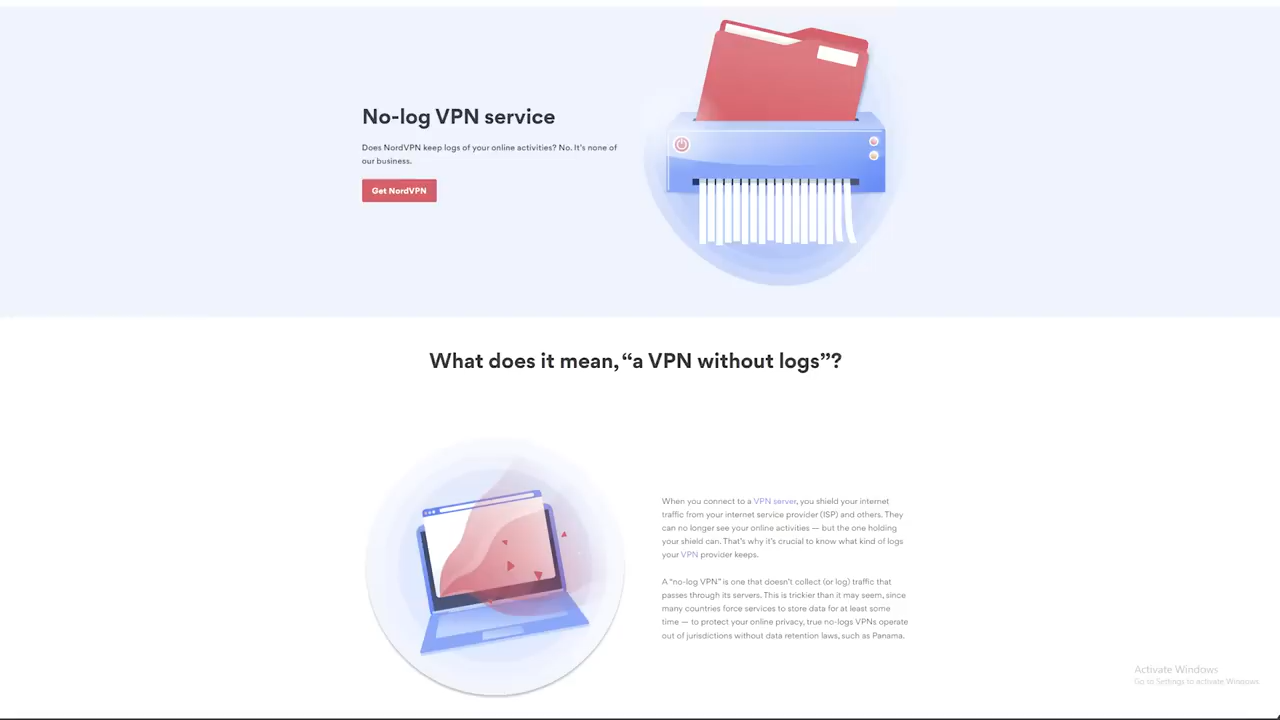 No-log VPN service
Does NordVPN keep logs of your online activities? No. It's none of
our business.
Get NordVPN
What does it mean, “a VPN without logs”?
When you connect to a VPN server, you shield your internet
traffic from your internet service provider (ISP) and others. They
can no longer see your online activities — but the one holding
your shield can. That's why it's crucial to know what kind of logs
your VPN provider keeps.
A “no-log VPN” is one that doesn't collect (or log) traffic that
passes through its servers. This is trickier than it may seem, since
many countries force services to store data for at least some
time — to protect your online privacy, true no-logs VPNs operate
out of jurisdictions without data retention laws, such as Panama.
Activate Windows
Go to Settings to activate Windows.